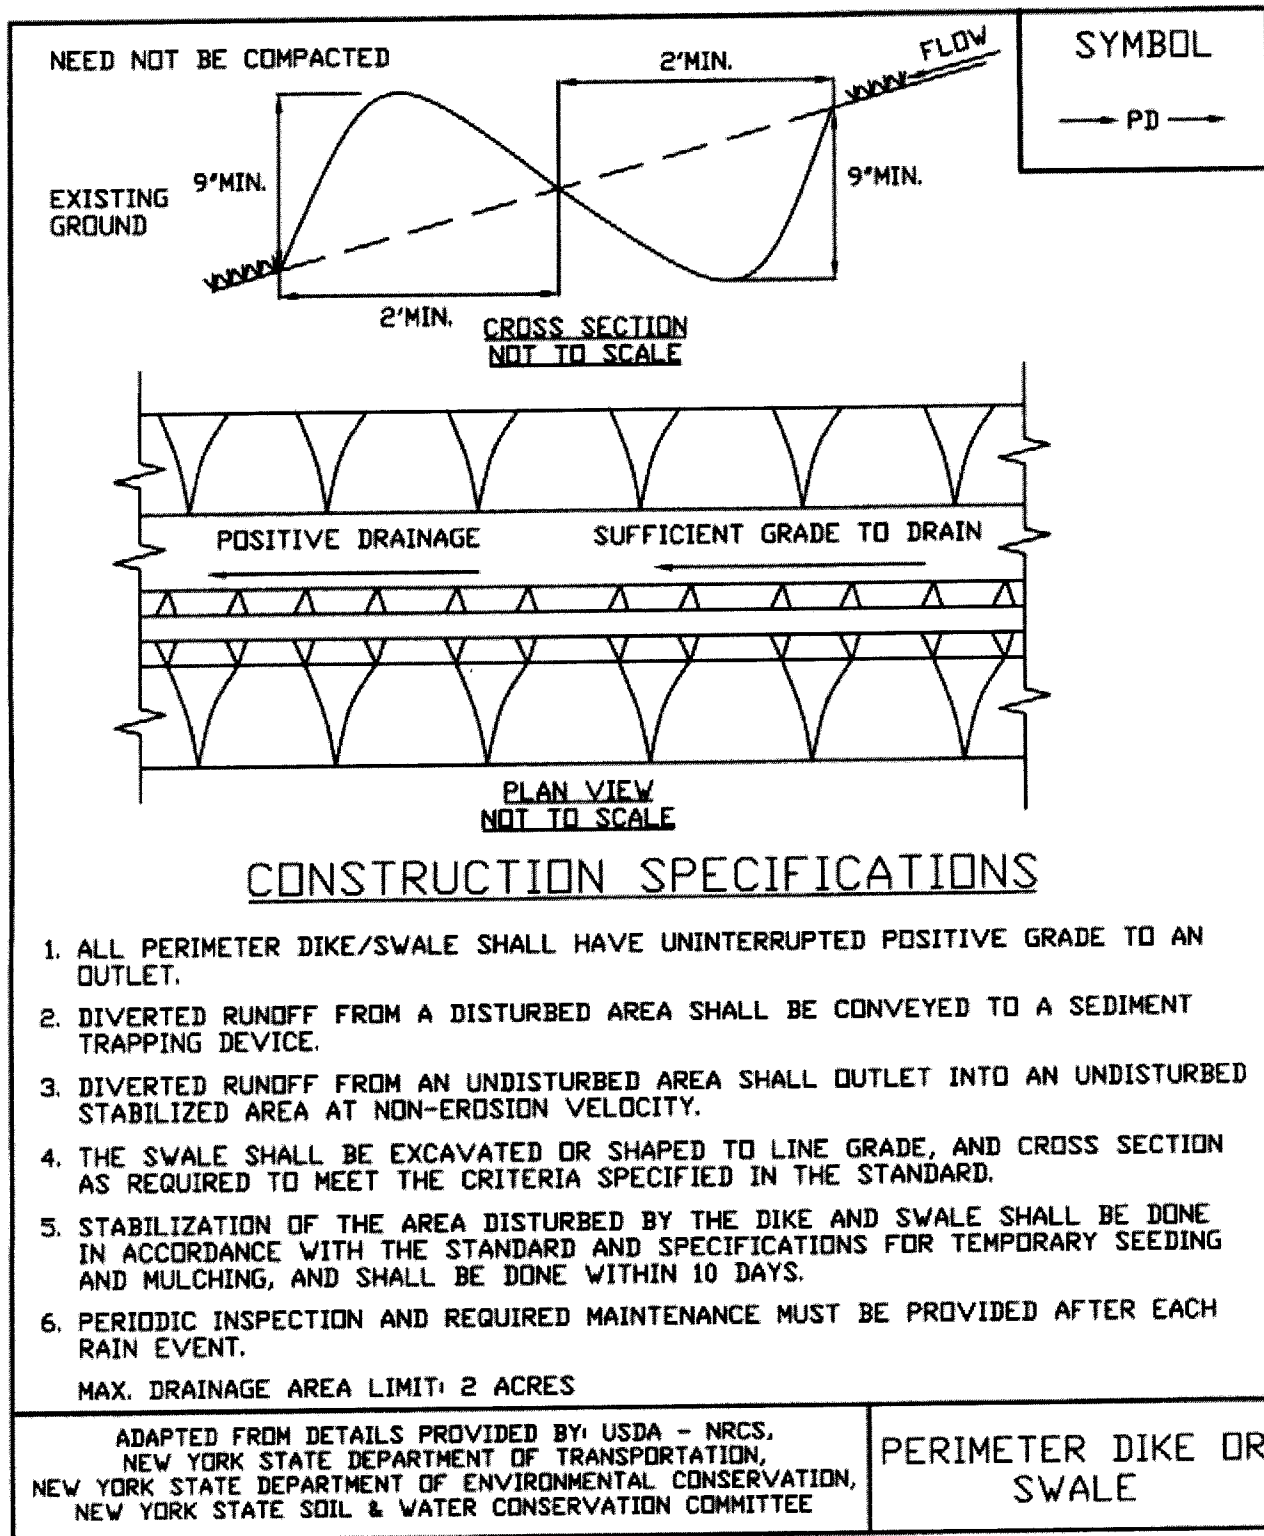 NEED NOT BE COMPACTED
2'MIN.
FLOW
SYMBOL
PD
9"MIN.
EXISTING
GROUND
9"MIN.
2'MIN.
CROSS SECTION
NOT TO SCALE
POSITIVE DRAINAGE
SUFFICIENT GRADE TO DRAIN
PLAN VIEW
NOT TO SCALE
CONSTRUCTION SPECIFICATIONS
1. ALL PERIMETER DIKE/SWALE SHALL HAVE UNINTERRUPTED POSITIVE GRADE TO AN
OUTLET.
2. DIVERTED RUNOFF FROM A DISTURBED AREA SHALL BE CONVEYED TO A SEDIMENT
TRAPPING DEVICE.
3. DIVERTED RUNOFF FROM AN UNDISTURBED AREA SHALL OUTLET INTO AN UNDISTURBED
STABILIZED AREA AT NON-EROSION VELOCITY.
4. THE SWALE SHALL BE EXCAVATED OR SHAPED TO LINE GRADE, AND CROSS SECTION
AS REQUIRED TO MEET THE CRITERIA SPECIFIED IN THE STANDARD.
5. STABILIZATION OF THE AREA DISTURBED BY THE DIKE AND SWALE SHALL BE DONE
IN ACCORDANCE WITH THE STANDARD AND SPECIFICATIONS FOR TEMPORARY SEEDING
AND MULCHING, AND SHALL BE DONE WITHIN 10 DAYS.
6. PERIODIC INSPECTION AND REQUIRED MAINTENANCE MUST BE PROVIDED AFTER EACH
RAIN EVENT.
MAX. DRAINAGE AREA LIMIT: 2 ACRES
ADAPTED FROM DETAILS PROVIDED BY: USDA - NRCS,
NEW YORK STATE DEPARTMENT OF TRANSPORTATION,
NEW YORK STATE DEPARTMENT OF ENVIRONMENTAL CONSERVATION,
NEW YORK STATE SOIL & WATER CONSERVATION COMMITTEE
PERIMETER DIKE OR
SWALE